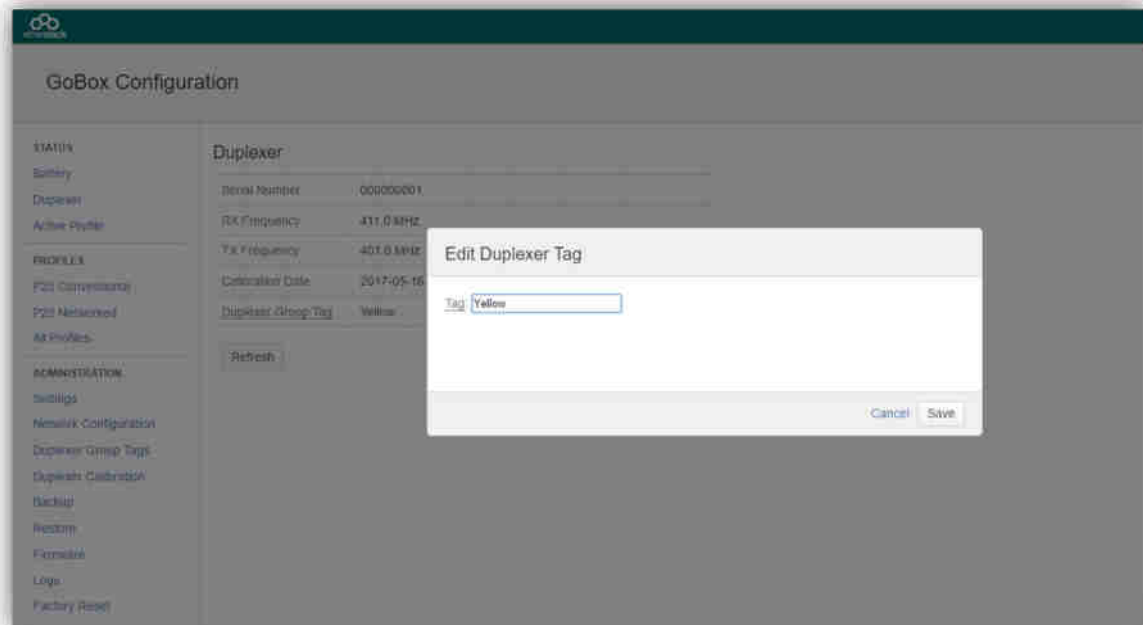 GoBox Configuration
STATUS
Battery
Duplexer
Active Profile
PROFILES
P25 Conventional
P25 Networked
All Profiles
ADMINISTRATION
Settings
Network Configuration
Duplexer Group Tags
Duplexer Calibration
Backup
Restore
Firmware
Logs
Factory Reset
Duplexer
Serial Number 000000001
RX Frequency 411.0 MHz
TX Frequency 401.0 MHz
Calibration Date 2017-05-16
Duplexer Group Tag Yellow
Refresh
Edit Duplexer Tag
Tag: Yellow
Cancel Save